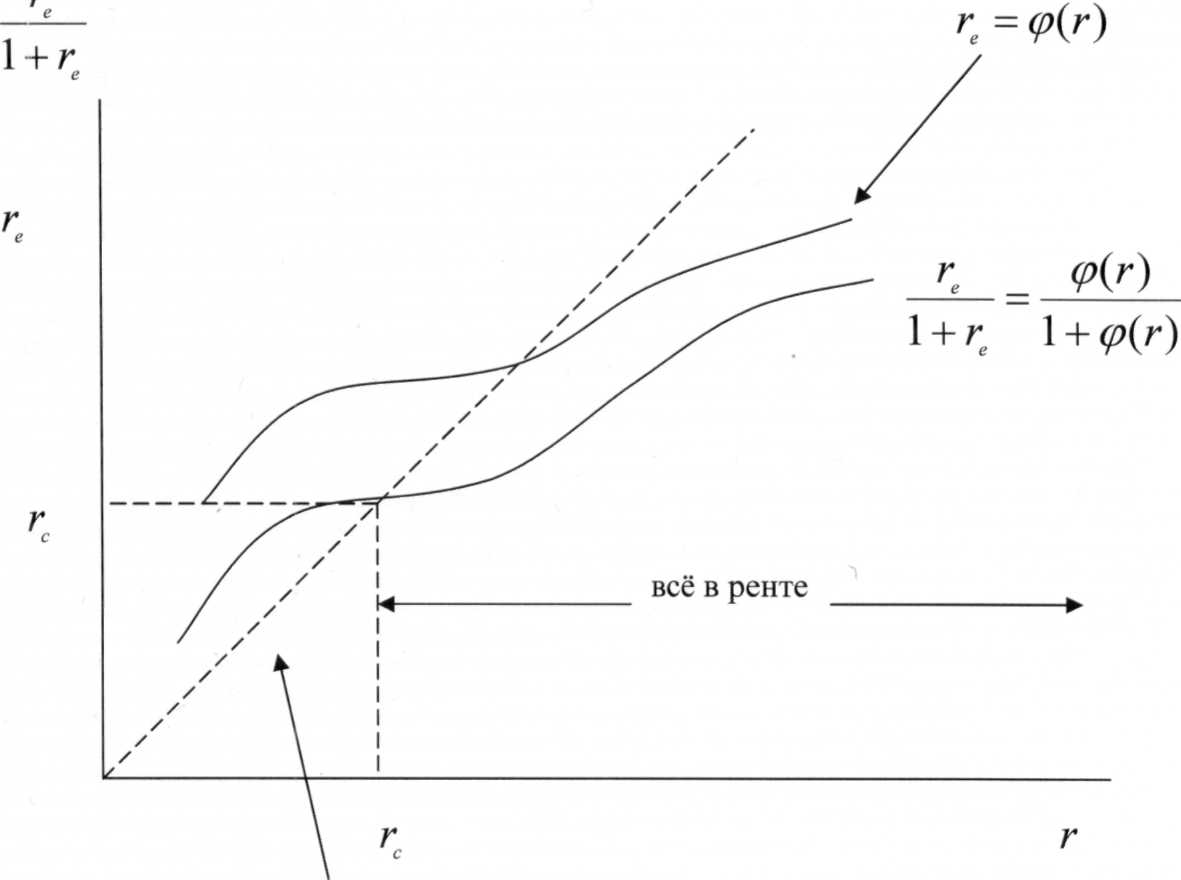 r_e / (1 + r_e)
r_e = φ(r)
r_e
r_e / (1 + r_e) = φ(r) / (1 + φ(r))
r_c
всё в ренте
r_c
r